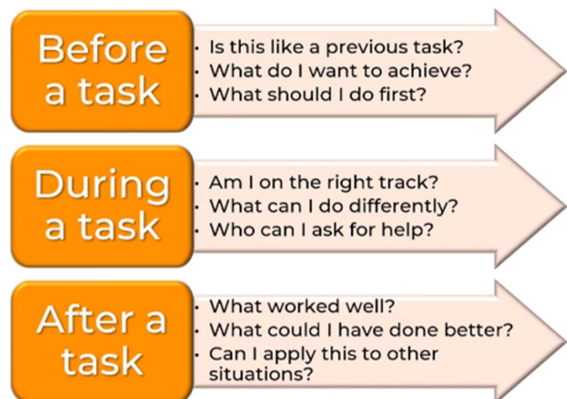 Before
a task
• Is this like a previous task?
• What do I want to achieve?
• What should I do first?
During
a task
• Am I on the right track?
• What can I do differently?
• Who can I ask for help?
After a
task
• What worked well?
• What could I have done better?
• Can I apply this to other
situations?